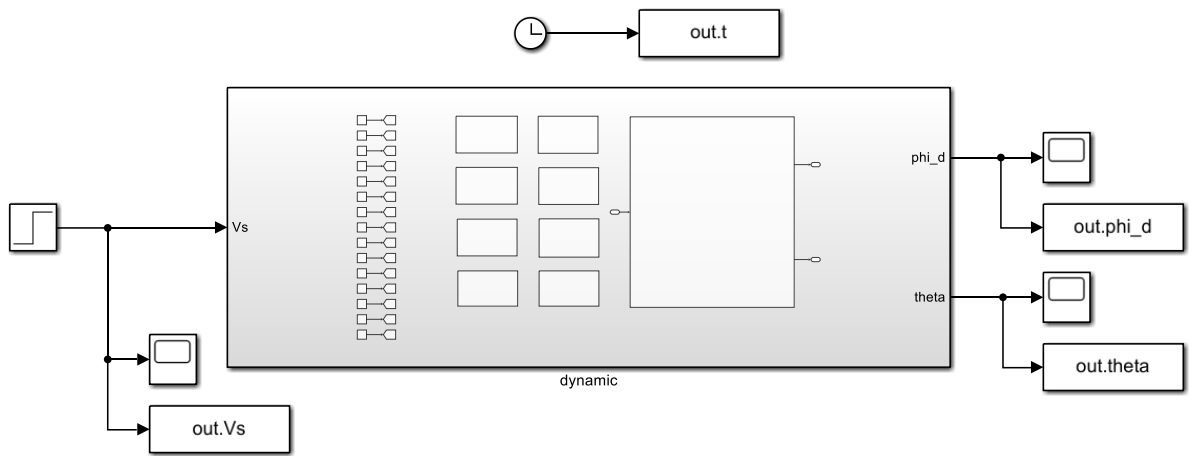 out.t
phi_d
out.phi_d
Vs
theta
out.theta
dynamic
out.Vs